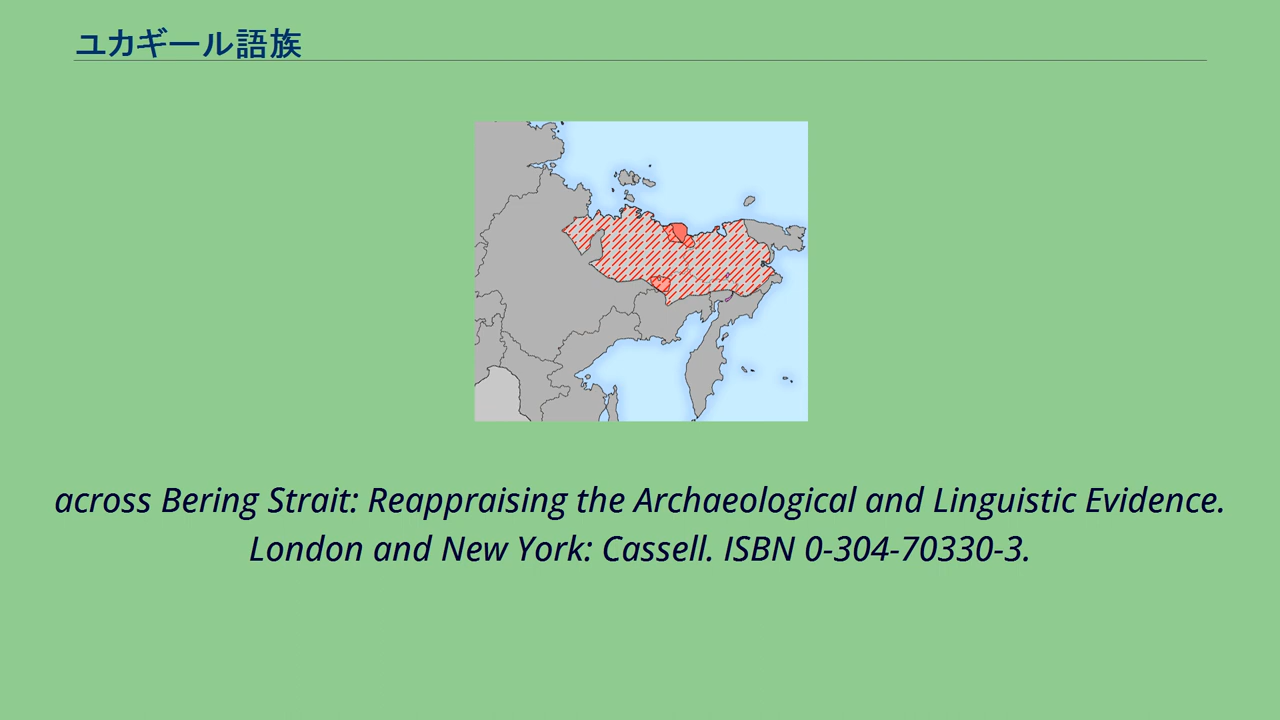 ユカギール語族
across Bering Strait: Reappraising the Archaeological and Linguistic Evidence.
London and New York: Cassell. ISBN 0-304-70330-3.